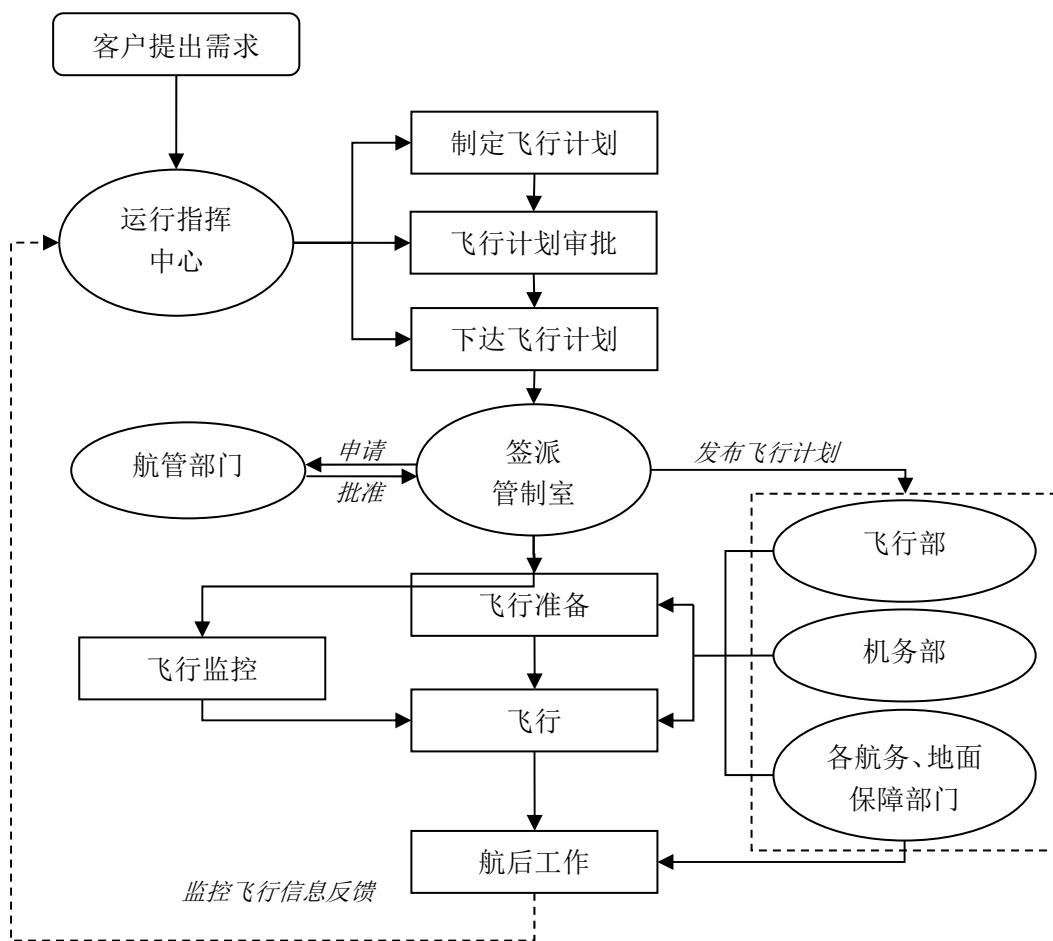 客户提出需求
制定飞行计划
运行指挥
中心
飞行计划审批
下达飞行计划
航管部门
申请
批准
签派
管制室
发布飞行计划
飞行部
飞行准备
机务部
飞行监控
飞行
各航务、地面
保障部门
航后工作
监控飞行信息反馈